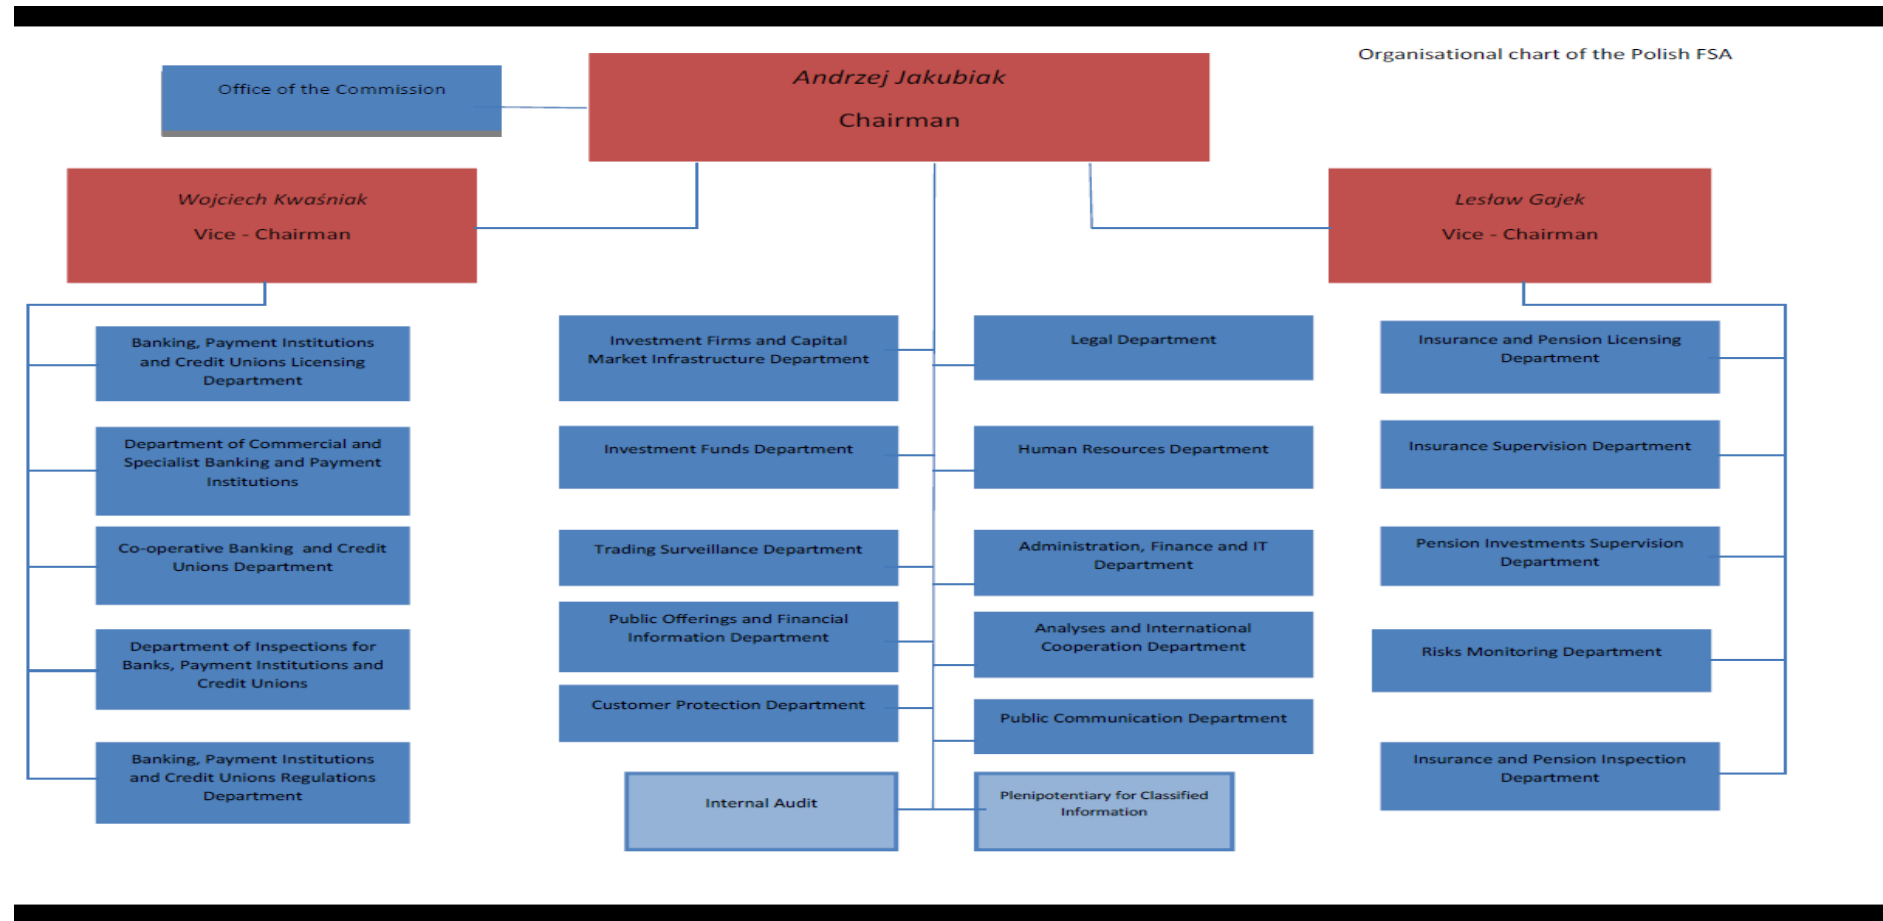 Organisational chart of the Polish FSA
Office of the Commission
Andrzej Jakubiak
Chairman
Wojciech Kwaśniak
Vice - Chairman
Lesław Gajek
Vice - Chairman
Banking, Payment Institutions
and Credit Unions Licensing
Department
Department of Commercial and
Specialist Banking and Payment
Institutions
Co-operative Banking  and Credit
Unions Department
Department of Inspections for
Banks, Payment Institutions and
Credit Unions
Banking, Payment Institutions
and Credit Unions Regulations
Department
Investment Firms and Capital
Market Infrastructure Department
Investment Funds Department
Trading Surveillance Department
Public Offerings and Financial
Information Department
Customer Protection Department
Internal Audit
Legal Department
Human Resources Department
Administration, Finance and IT
Department
Analyses and International
Cooperation Department
Public Communication Department
Plenipotentiary for Classified
Information
Insurance and Pension Licensing
Department
Insurance Supervision Department
Pension Investments Supervision
Department
Risks Monitoring Department
Insurance and Pension Inspection
Department